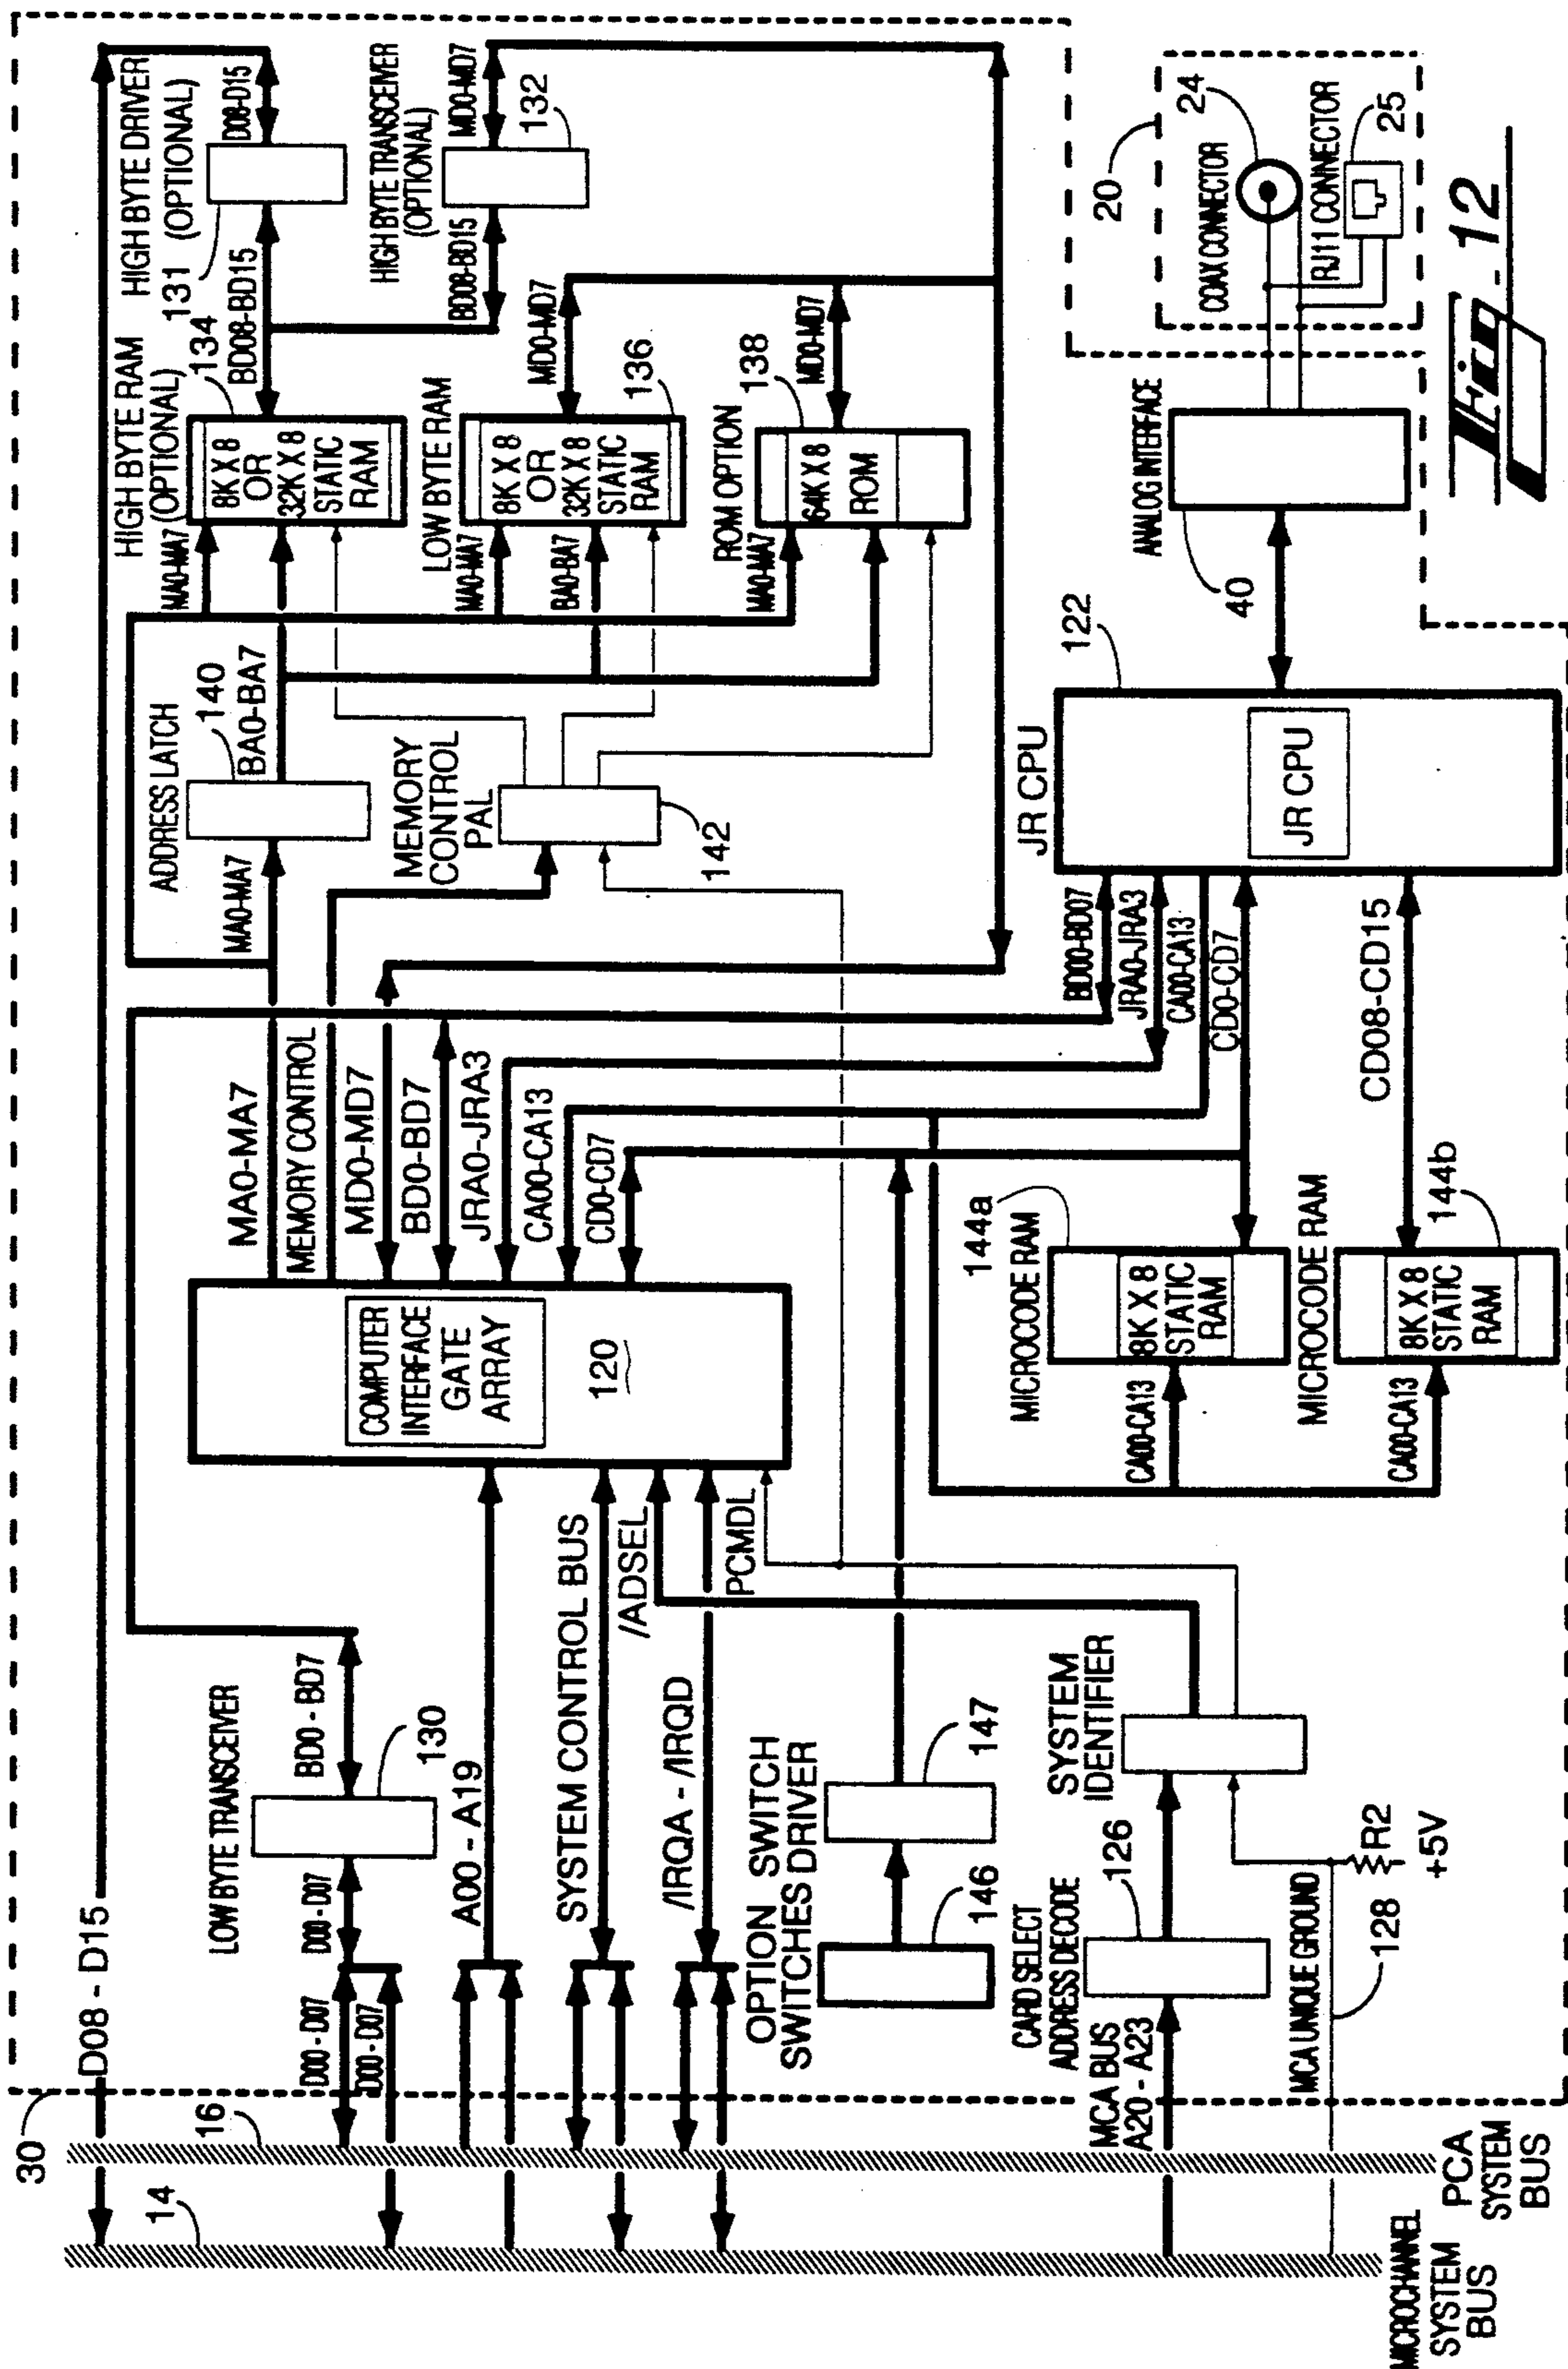 30
14
16
D08 - D15
D00 - D07
D00 - D07
D00 - D07
LOW BYTE TRANSCEIVER
BD0 - BD7
130
A00 - A19
SYSTEM CONTROL BUS
/ADSEL
/IRQA - /IRQD
PCMDL
OPTION
SWITCHES
SWITCH
DRIVER
146
147
CARD SELECT
ADDRESS DECODE
126
MCA BUS
A20 - A23
SYSTEM
IDENTIFIER
MCA UNIQUE GROUND
128
R2
+5V
MICROCHANNEL
SYSTEM
BUS
PCA
SYSTEM
BUS
COMPUTER
INTERFACE
GATE
ARRAY
120
MA0-MA7
MEMORY CONTROL
MD0-MD7
BD0-BD7
JRA0-JRA3
CA00-CA13
CD0-CD7
MICROCODE RAM
144a
8K X 8
STATIC
RAM
CA00-CA13
MICROCODE RAM
144b
8K X 8
STATIC
RAM
CA00-CA13
ADDRESS LATCH
MA0-MA7
140
BA0-BA7
MEMORY
CONTROL
PAL
142
BD00-BD07
JRA0-JRA3
CA00-CA13
CD0-CD7
CD08-CD15
JR CPU
JR CPU
122
HIGH BYTE RAM
(OPTIONAL)
134
MA0-MA7
8K X 8
OR
32K X 8
STATIC
RAM
BD08-BD15
LOW BYTE RAM
MA0-MA7
BA0-BA7
8K X 8
OR
32K X 8
STATIC
RAM
136
MD0-MD7
ROM OPTION
MA0-MA7
64K X 8
ROM
138
MD0-MD7
HIGH BYTE DRIVER
131 (OPTIONAL)
D08-D15
HIGH BYTE TRANSCEIVER
(OPTIONAL)
BD08-BD15
MD0-MD7
132
ANALOG INTERFACE
40
20
COAX CONNECTOR
24
RJ11 CONNECTOR
25
Fig. 12